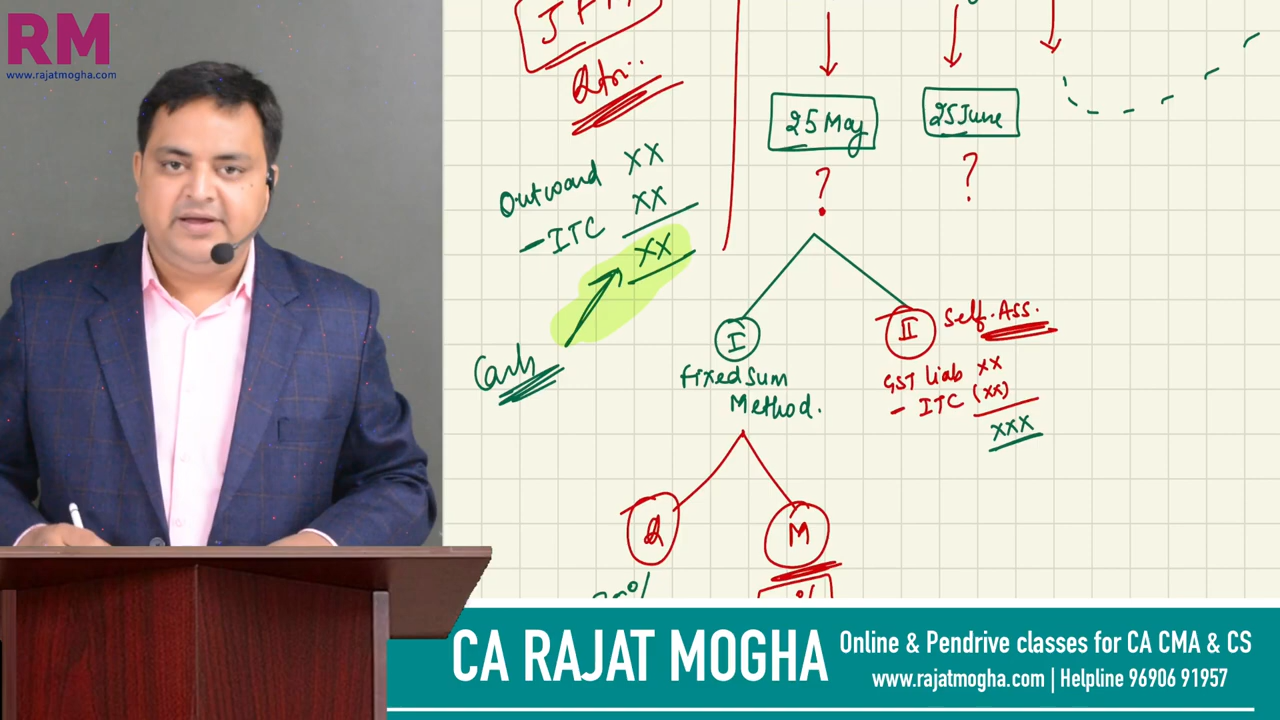 RM
www.rajatmogha.com
Qtr..
Outward XX
-ITC XX
XX
Cash
25 May
25 June
?
?
I
Fixed Sum
Method.
II
Self. Ass.
GST liab XX
- ITC (XX)
XXX
Q
M
CA RAJAT MOGHA
Online & Pendrive classes for CA CMA & CS
www.rajatmogha.com | Helpline 96906 91957